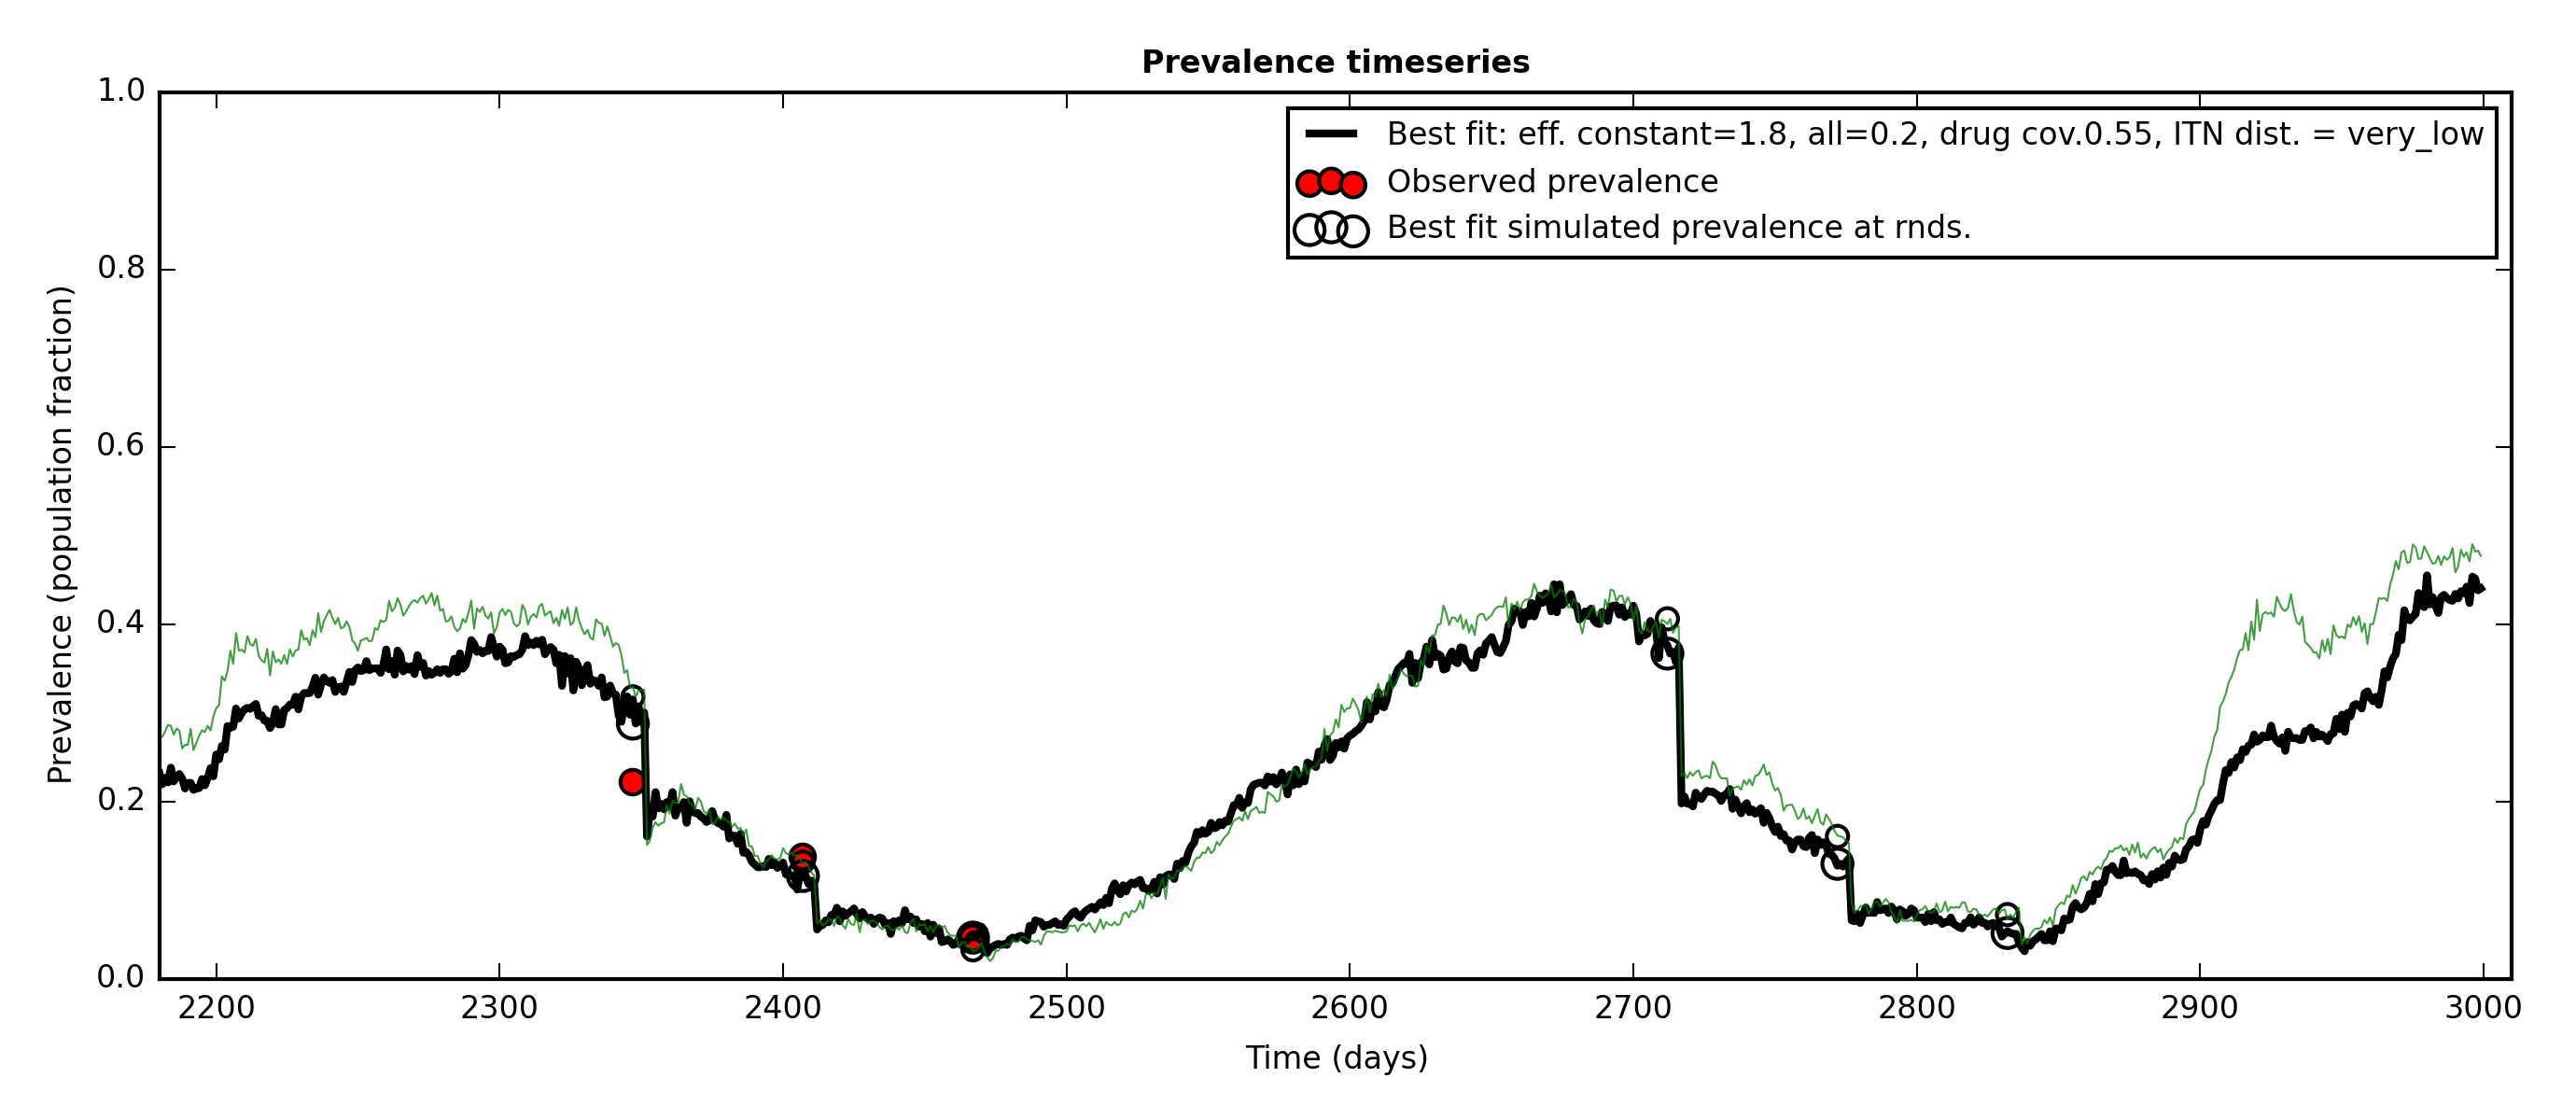 Prevalence timeseries
1.0
0.8
0.6
0.4
0.2
0.0
Prevalence (population fraction)
Best fit: eff. constant=1.8, all=0.2, drug cov.0.55, ITN dist. = very_low
Observed prevalence
Best fit simulated prevalence at rnds.
2200 2300 2400 2500 2600 2700 2800 2900 3000
Time (days)